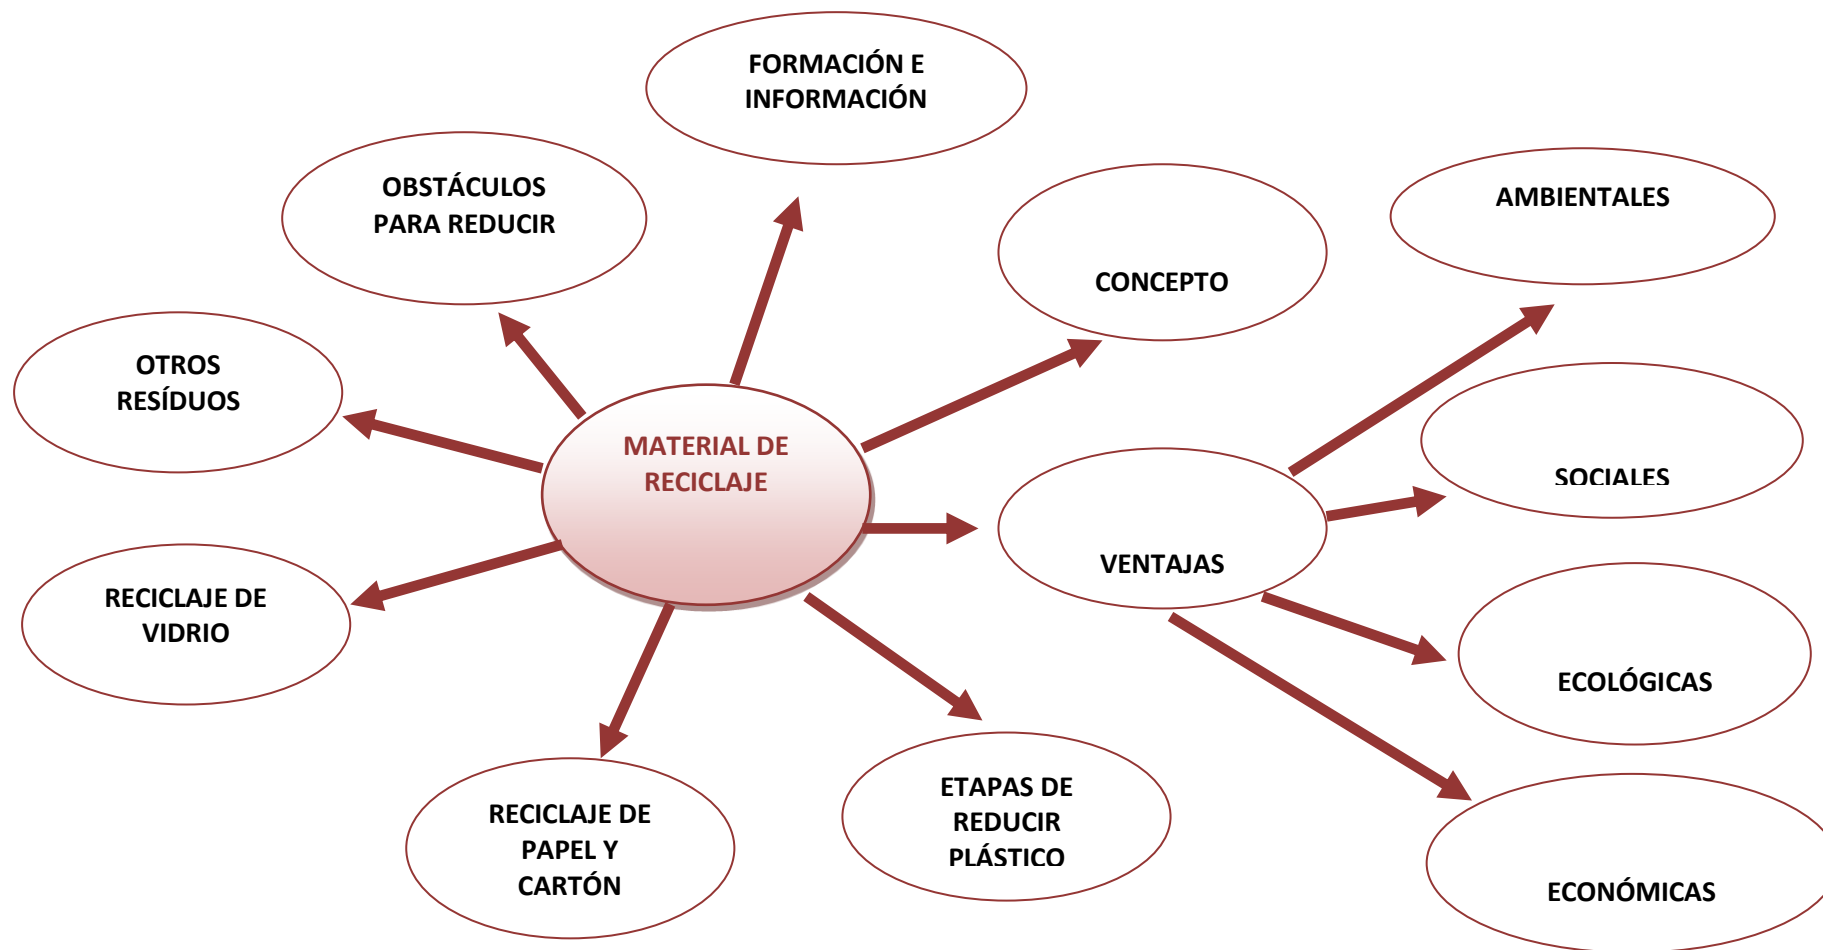 FORMACIÓN E
INFORMACIÓN
OBSTÁCULOS
PARA REDUCIR
AMBIENTALES
CONCEPTO
OTROS
RESÍDUOS
MATERIAL DE
RECICLAJE
SOCIALES
VENTAJAS
RECICLAJE DE
VIDRIO
ECOLÓGICAS
ETAPAS DE
REDUCIR
PLÁSTICO
RECICLAJE DE
PAPEL Y
CARTÓN
ECONÓMICAS